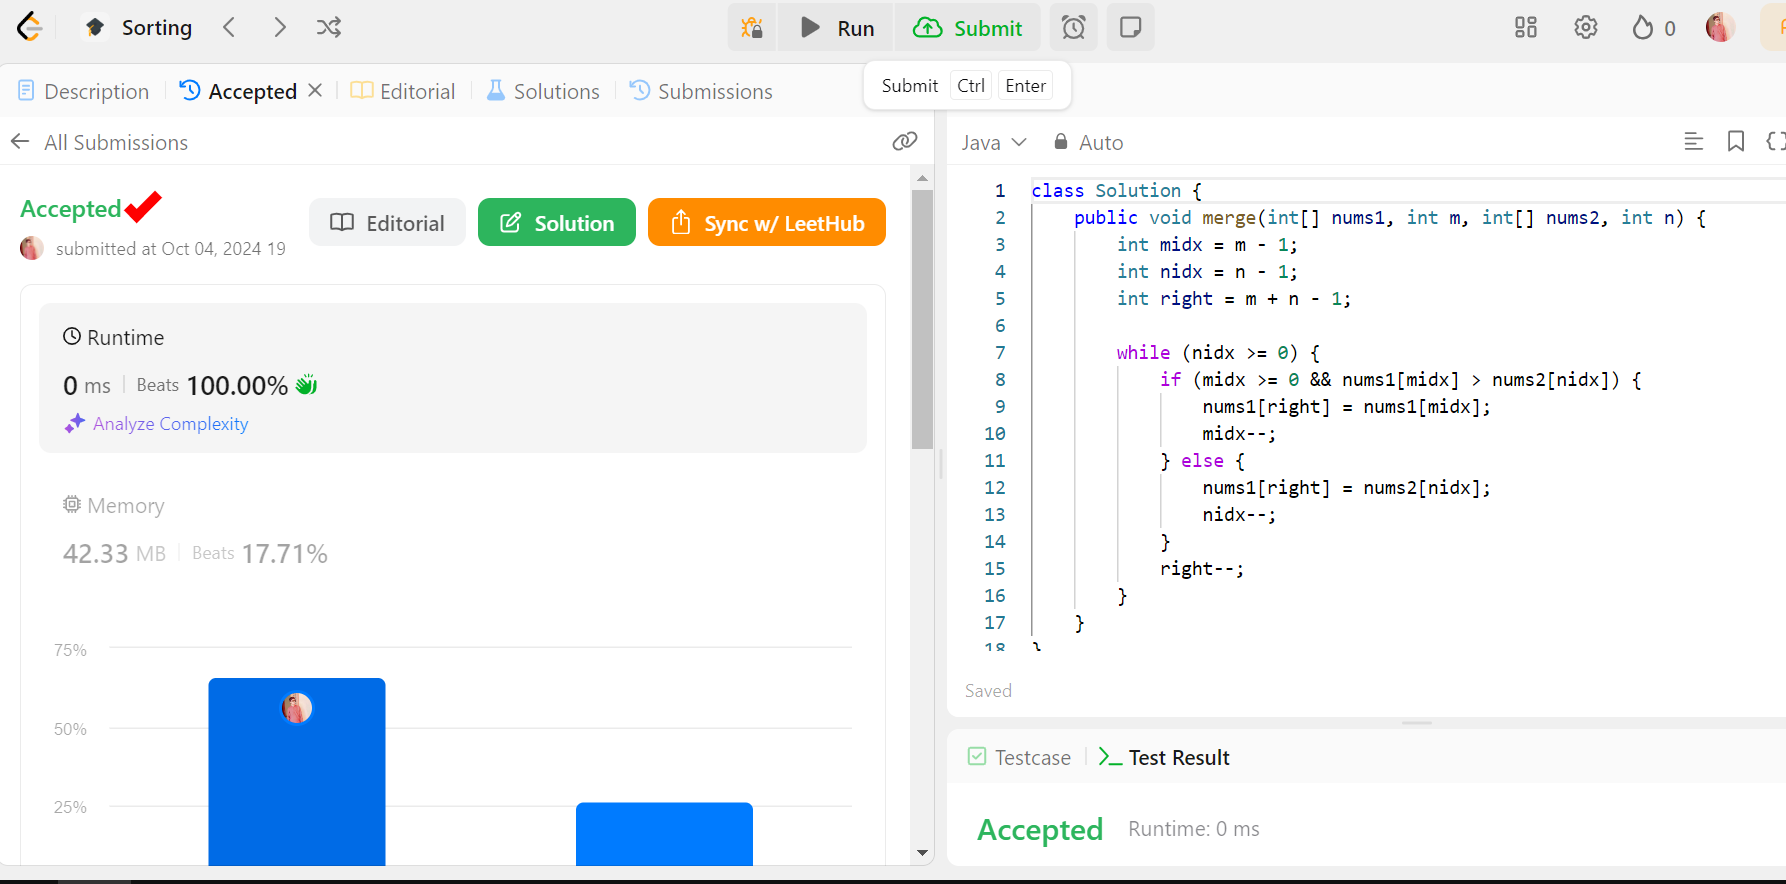 Sorting
Run
Submit
0
Description
Accepted
Editorial
Solutions
Submissions
Submit Ctrl Enter
All Submissions
Accepted
submitted at Oct 04, 2024 19
Editorial
Solution
Sync w/ LeetHub
Runtime
0 ms Beats 100.00%
Analyze Complexity
Memory
42.33 MB Beats 17.71%
75%
50%
25%
Java
Auto
1 class Solution {
2 public void merge(int[] nums1, int m, int[] nums2, int n) {
3 int midx = m - 1;
4 int nidx = n - 1;
5 int right = m + n - 1;
6
7 while (nidx >= 0) {
8 if (midx >= 0 && nums1[midx] > nums2[nidx]) {
9 nums1[right] = nums1[midx];
10 midx--;
11 } else {
12 nums1[right] = nums2[nidx];
13 nidx--;
14 }
15 right--;
16 }
17 }
18 }
Saved
Testcase
Test Result
Accepted Runtime: 0 ms